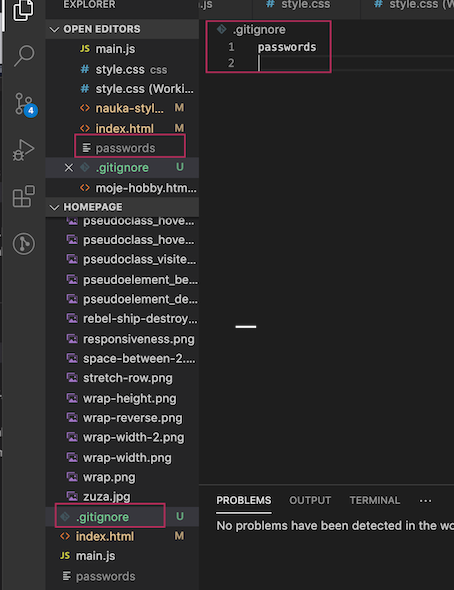 EXPLORER
OPEN EDITORS
main.js
style.css css
style.css (Worki...
nauka-styl... M
index.html M
passwords
.gitignore U
moje-hobby.htm...
4
HOMEPAGE
pseudoclass_hove...
pseudoclass_hove...
pseudoclass_visite...
pseudoelement_be...
pseudoelement_de...
rebel-ship-destroy...
responsiveness.png
space-between-2...
stretch-row.png
wrap-height.png
wrap-reverse.png
wrap-width-2.png
wrap-width.png
wrap.png
zuza.jpg
.gitignore U
index.html M
main.js
passwords
.js style.css style.css (W
.gitignore
1 passwords
2
PROBLEMS OUTPUT TERMINAL ...
No problems have been detected in the wo